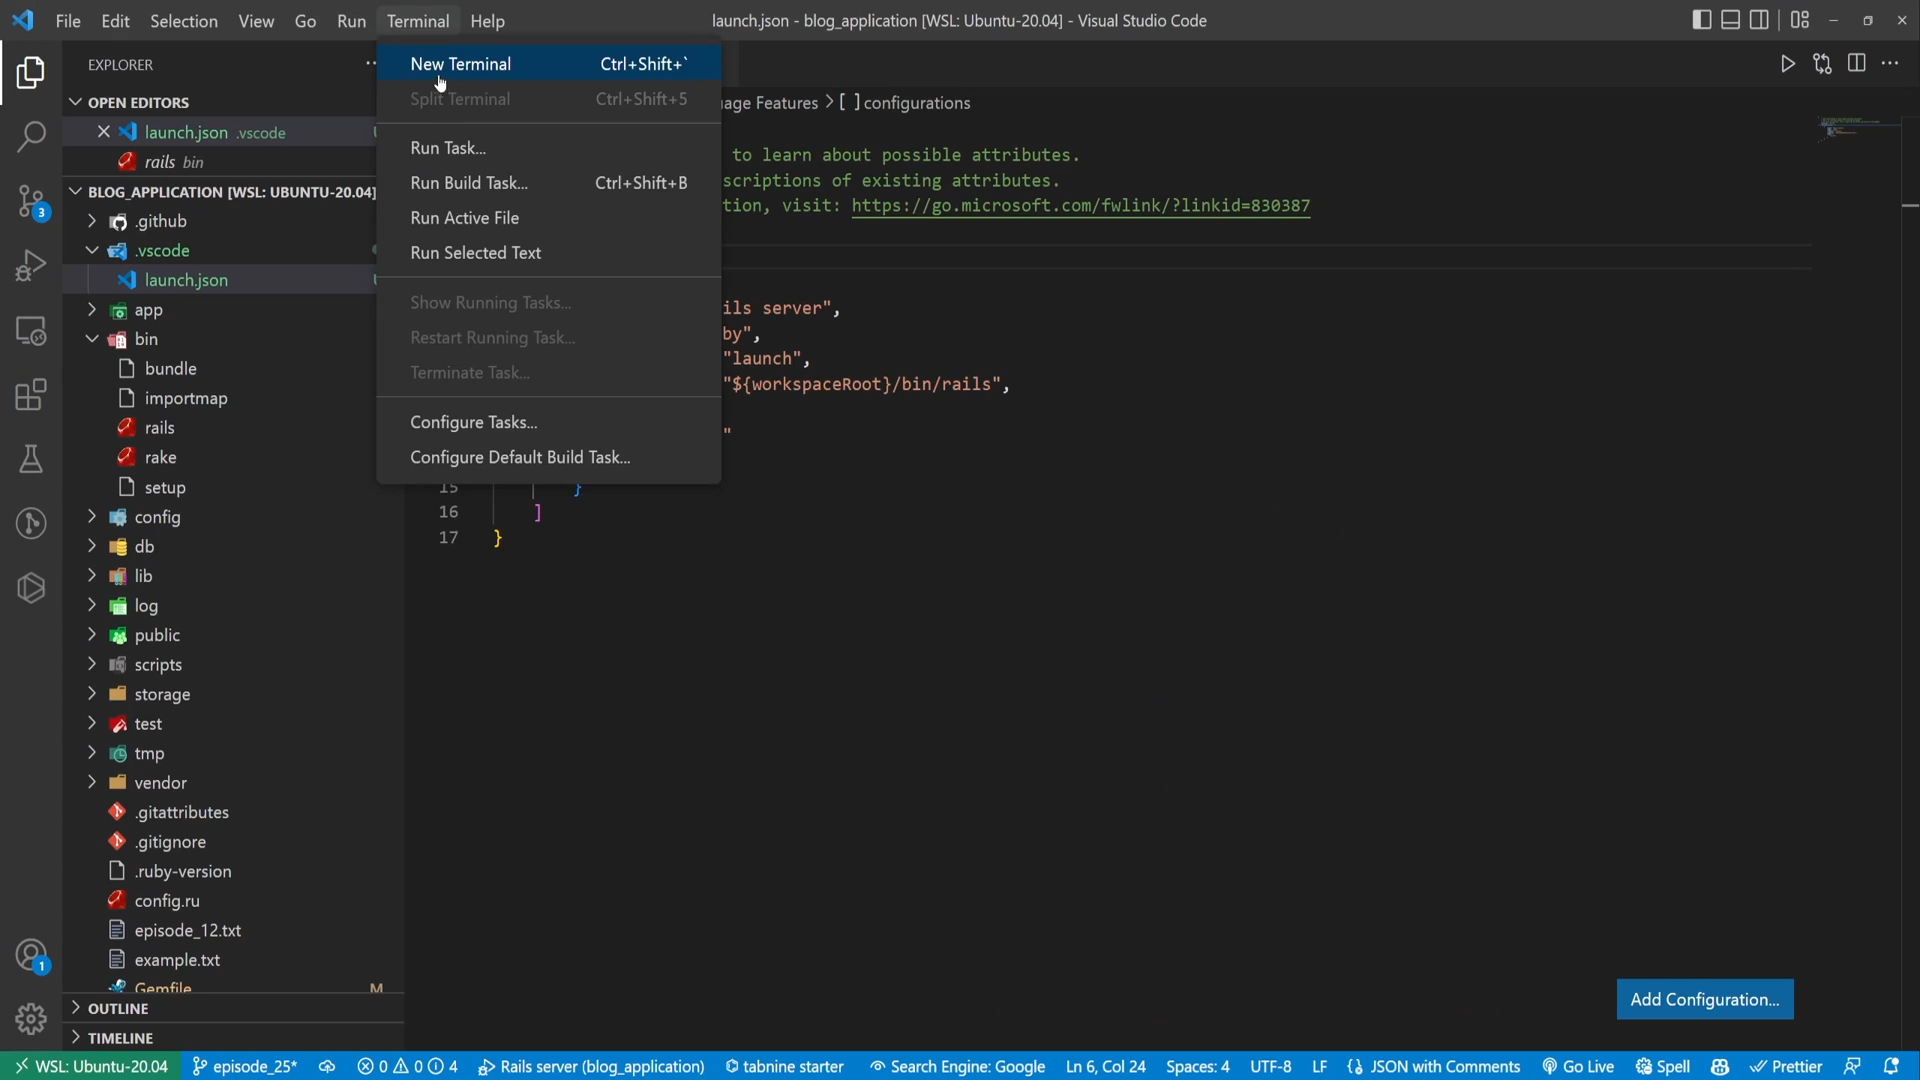 File Edit Selection View Go Run Terminal Help
launch.json - blog_application [WSL: Ubuntu-20.04] - Visual Studio Code
EXPLORER
OPEN EDITORS
launch.json .vscode
rails bin
BLOG_APPLICATION [WSL: UBUNTU-20.04]
.github
.vscode
launch.json
app
bin
bundle
importmap
rails
rake
setup
config
db
lib
log
public
scripts
storage
test
tmp
vendor
.gitattributes
.gitignore
.ruby-version
config.ru
episode_12.txt
example.txt
Gemfile M
OUTLINE
TIMELINE
3
1
New Terminal Ctrl+Shift+`
Split Terminal Ctrl+Shift+5
Run Task...
Run Build Task... Ctrl+Shift+B
Run Active File
Run Selected Text
Show Running Tasks...
Restart Running Task...
Terminate Task...
Configure Tasks...
Configure Default Build Task...
uage Features > [ ] configurations
to learn about possible attributes.
scriptions of existing attributes.
tion, visit: https://go.microsoft.com/fwlink/?linkid=830387
ils server",
by",
"launch",
"${workspaceRoot}/bin/rails",
"
15 }
16 ]
17 }
Add Configuration...
WSL: Ubuntu-20.04 episode_25* 0 0 4 Rails server (blog_application) tabnine starter Search Engine: Google Ln 6, Col 24 Spaces: 4 UTF-8 LF {} JSON with Comments Go Live Spell Prettier